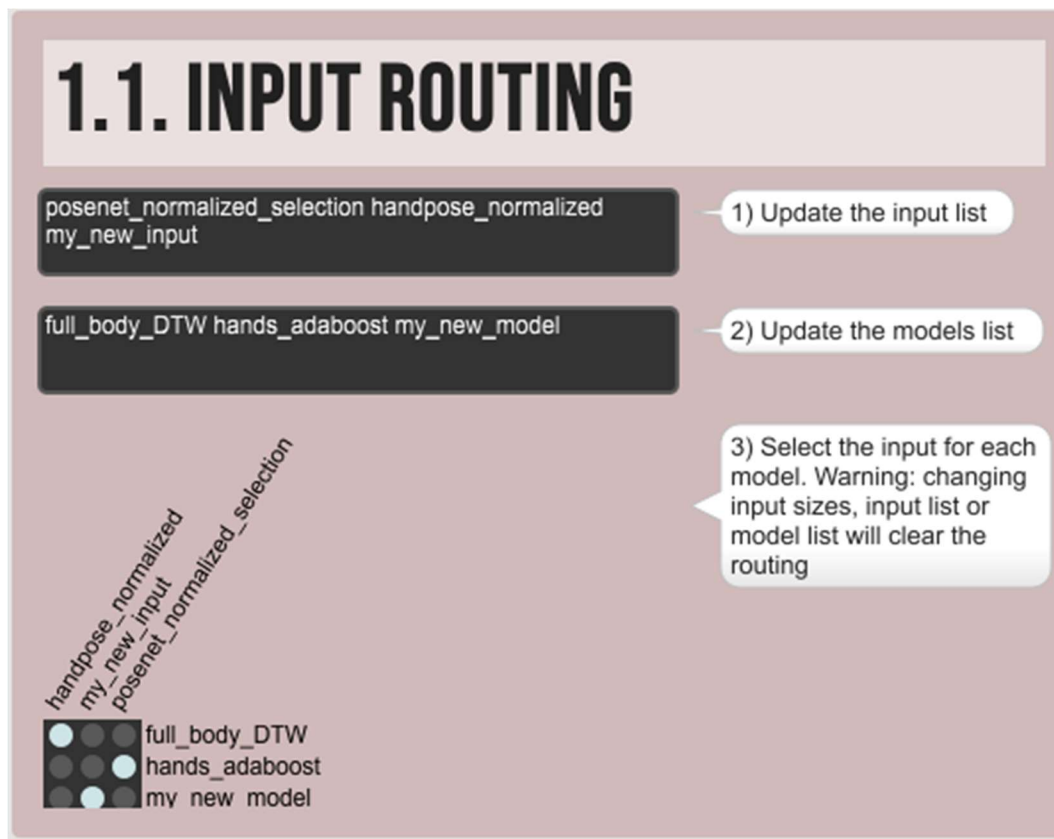 1.1. INPUT ROUTING
posenet_normalized_selection handpose_normalized
my_new_input
1) Update the input list
full_body_DTW hands_adaboost my_new_model
2) Update the models list
3) Select the input for each
model. Warning: changing
input sizes, input list or
model list will clear the
routing
handpose_normalized
my_new_input
posenet_normalized_selection
full_body_DTW
hands_adaboost
my_new_model